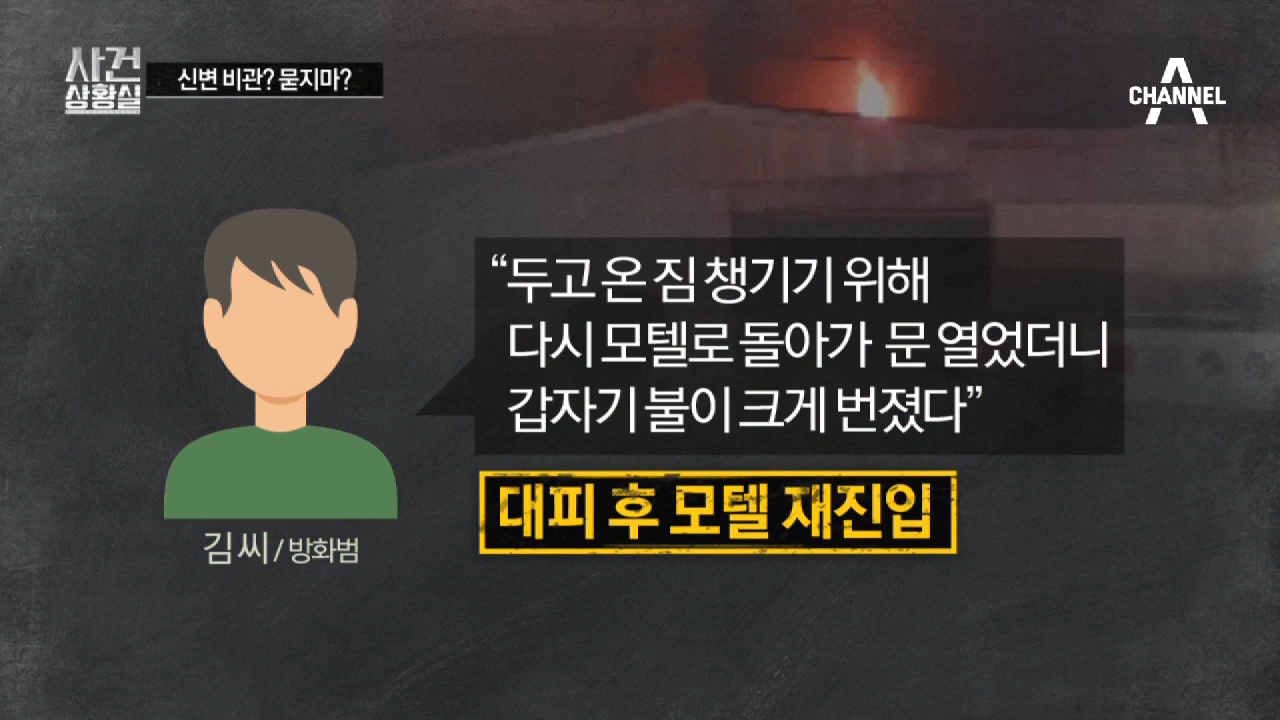 사건
상황실
신변 비관? 묻지마?
CHANNEL
“두고 온 짐 챙기기 위해
다시 모텔로 돌아가 문 열었더니
갑자기 불이 크게 번졌다”
대피 후 모텔 재진입
김 씨 / 방화범